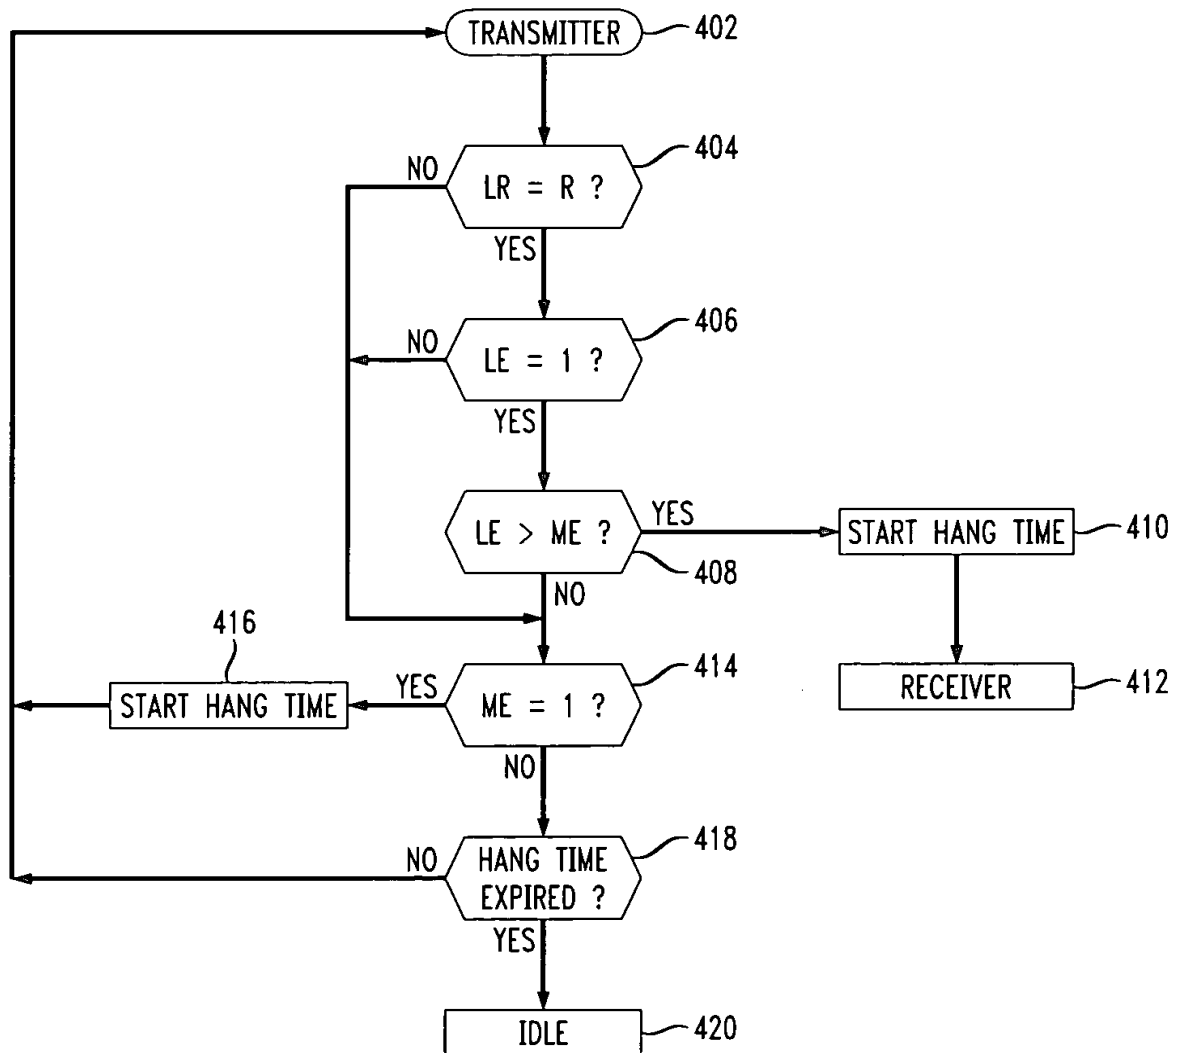 TRANSMITTER
402
LR = R ?
404
NO
YES
LE = 1 ?
406
NO
YES
LE > ME ?
408
YES
START HANG TIME
410
NO
RECEIVER
412
ME = 1 ?
414
YES
START HANG TIME
416
NO
HANG TIME
EXPIRED ?
418
NO
YES
IDLE
420